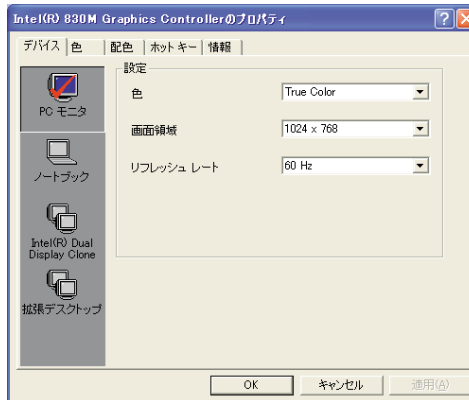 Intel(R) 830M Graphics Controllerのプロパティ
デバイス 色 配色 ホットキー 情報
設定
PC モニタ
ノートブック
Intel(R) Dual
Display Clone
拡張デスクトップ
色 True Color
画面領域 1024 x 768
リフレッシュ レート 60 Hz
OK キャンセル 適用(A)